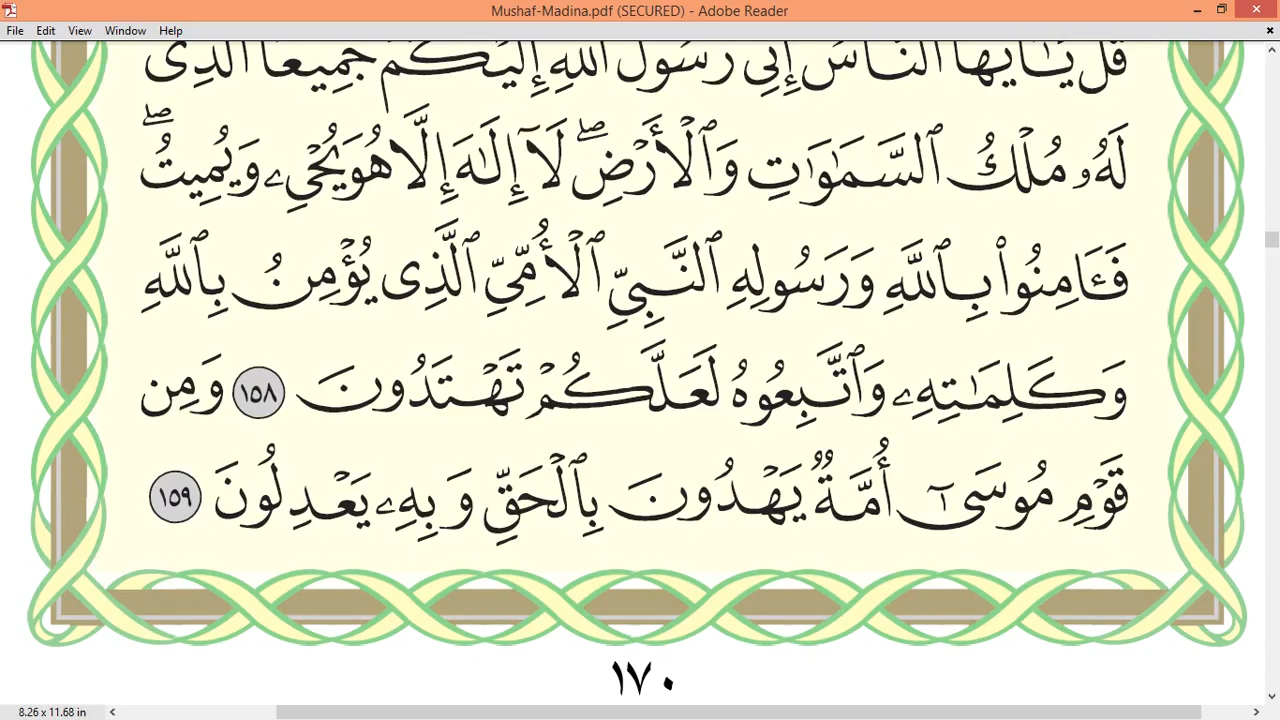 Mushaf-Madina.pdf (SECURED) - Adobe Reader
File Edit View Window Help
قُلْ يَـٰٓأَيُّهَا ٱلنَّاسُ إِنِّى رَسُولُ ٱللَّهِ إِلَيْكُمْ جَمِيعًا ٱلَّذِى
لَهُۥ مُلْكُ ٱلسَّمَـٰوَٰتِ وَٱلْأَرْضِ ۖ لَآ إِلَـٰهَ إِلَّا هُوَ يُحْىِۦ وَيُمِيتُ ۖ
فَـَٔامِنُوا۟ بِٱللَّهِ وَرَسُولِهِ ٱلنَّبِىِّ ٱلْأُمِّىِّ ٱلَّذِى يُؤْمِنُ بِٱللَّهِ
وَكَلِمَـٰتِهِۦ وَٱتَّبِعُوهُ لَعَلَّكُمْ تَهْتَدُونَ ١٥٨ وَمِن
قَوْمِ مُوسَىٰٓ أُمَّةٌ يَهْدُونَ بِٱلْحَقِّ وَبِهِۦ يَعْدِلُونَ ١٥٩
١٧٠
8.26 x 11.68 in